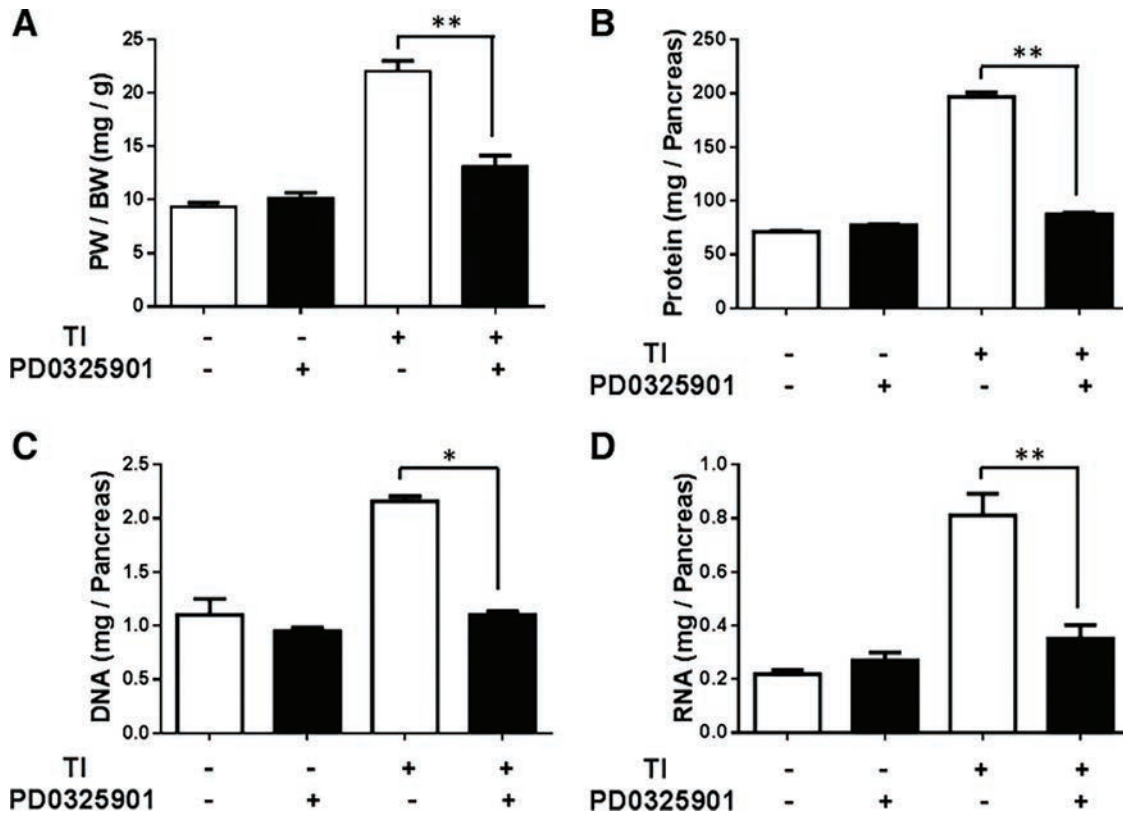 A
PW / BW (mg / g)
25
20
15
10
5
0
**
TI - - + +
PD0325901 - + - +
B
Protein (mg / Pancreas)
250
200
150
100
50
0
**
TI - - + +
PD0325901 - + - +
C
DNA (mg / Pancreas)
2.5
2.0
1.5
1.0
0.5
0.0
*
TI - - + +
PD0325901 - + - +
D
RNA (mg / Pancreas)
1.0
0.8
0.6
0.4
0.2
0.0
**
TI - - + +
PD0325901 - + - +